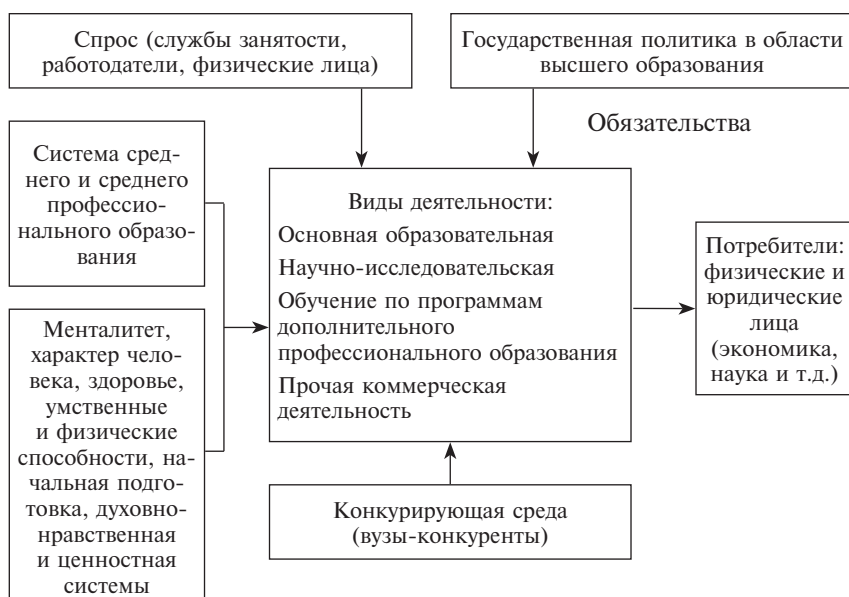 Спрос (службы занятости,
работодатели, физические лица)
Государственная политика в области
высшего образования
Обязательства
Система сред-
него и среднего
профессио-
нального образо-
вания
Менталитет,
характер чело-
века, здоровье,
умственные
и физические
способности, на-
чальная подго-
товка, духовно-
нравственная
и ценностная
системы
Виды деятельности:
Основная образовательная
Научно-исследовательская
Обучение по программам
дополнительного
профессионального образования
Прочая коммерческая
деятельность
Потребители:
физические и
юридические
лица
(экономика,
наука и т.д.)
Конкурирующая среда
(вузы-конкуренты)